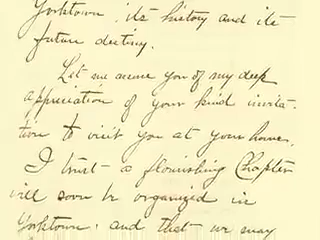 Yorktown, its history and its
future destiny.
Let me assure you of my deep
appreciation of your kind invita-
tion to visit you at your home.
I trust a flourishing Chapter
will soon be organized in
Yorktown, and that we may